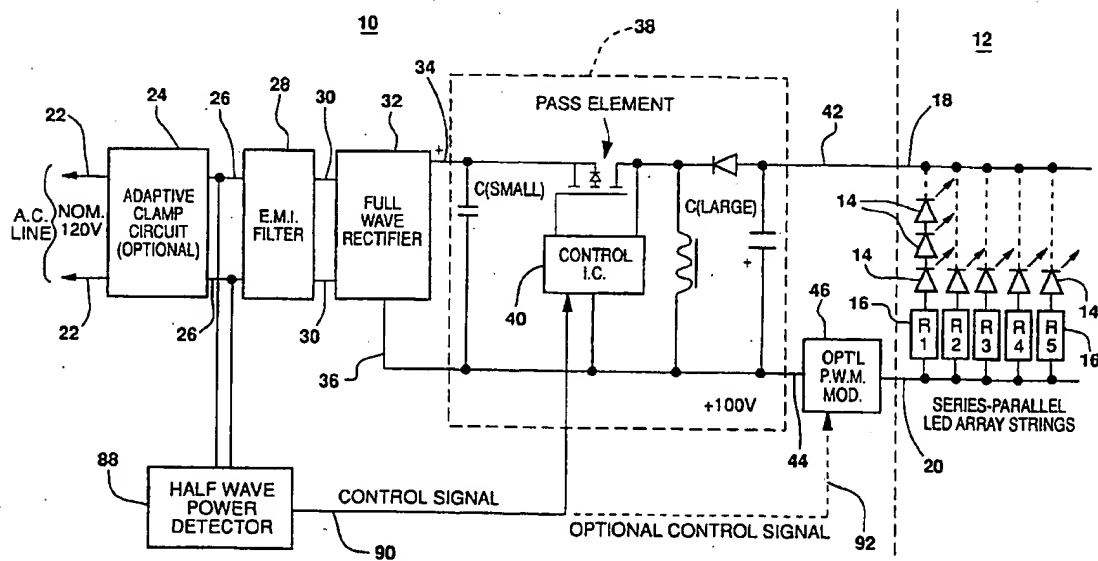 10
38
12
24
26
28
30
32
34
PASS ELEMENT
42
18
22
A.C.
LINE
NOM.
120V
ADAPTIVE
CLAMP
CIRCUIT
(OPTIONAL)
E.M.I.
FILTER
FULL
WAVE
RECTIFIER
+
C(SMALL)
C(LARGE)
+
CONTROL
I.C.
40
14
14
14
22
26
30
36
46
OPT'L
P.W.M.
MOD.
16
R
1
R
2
R
3
R
4
R
5
16
+100V
44
20
SERIES-PARALLEL
LED ARRAY STRINGS
88
HALF WAVE
POWER
DETECTOR
CONTROL SIGNAL
90
OPTIONAL CONTROL SIGNAL
92